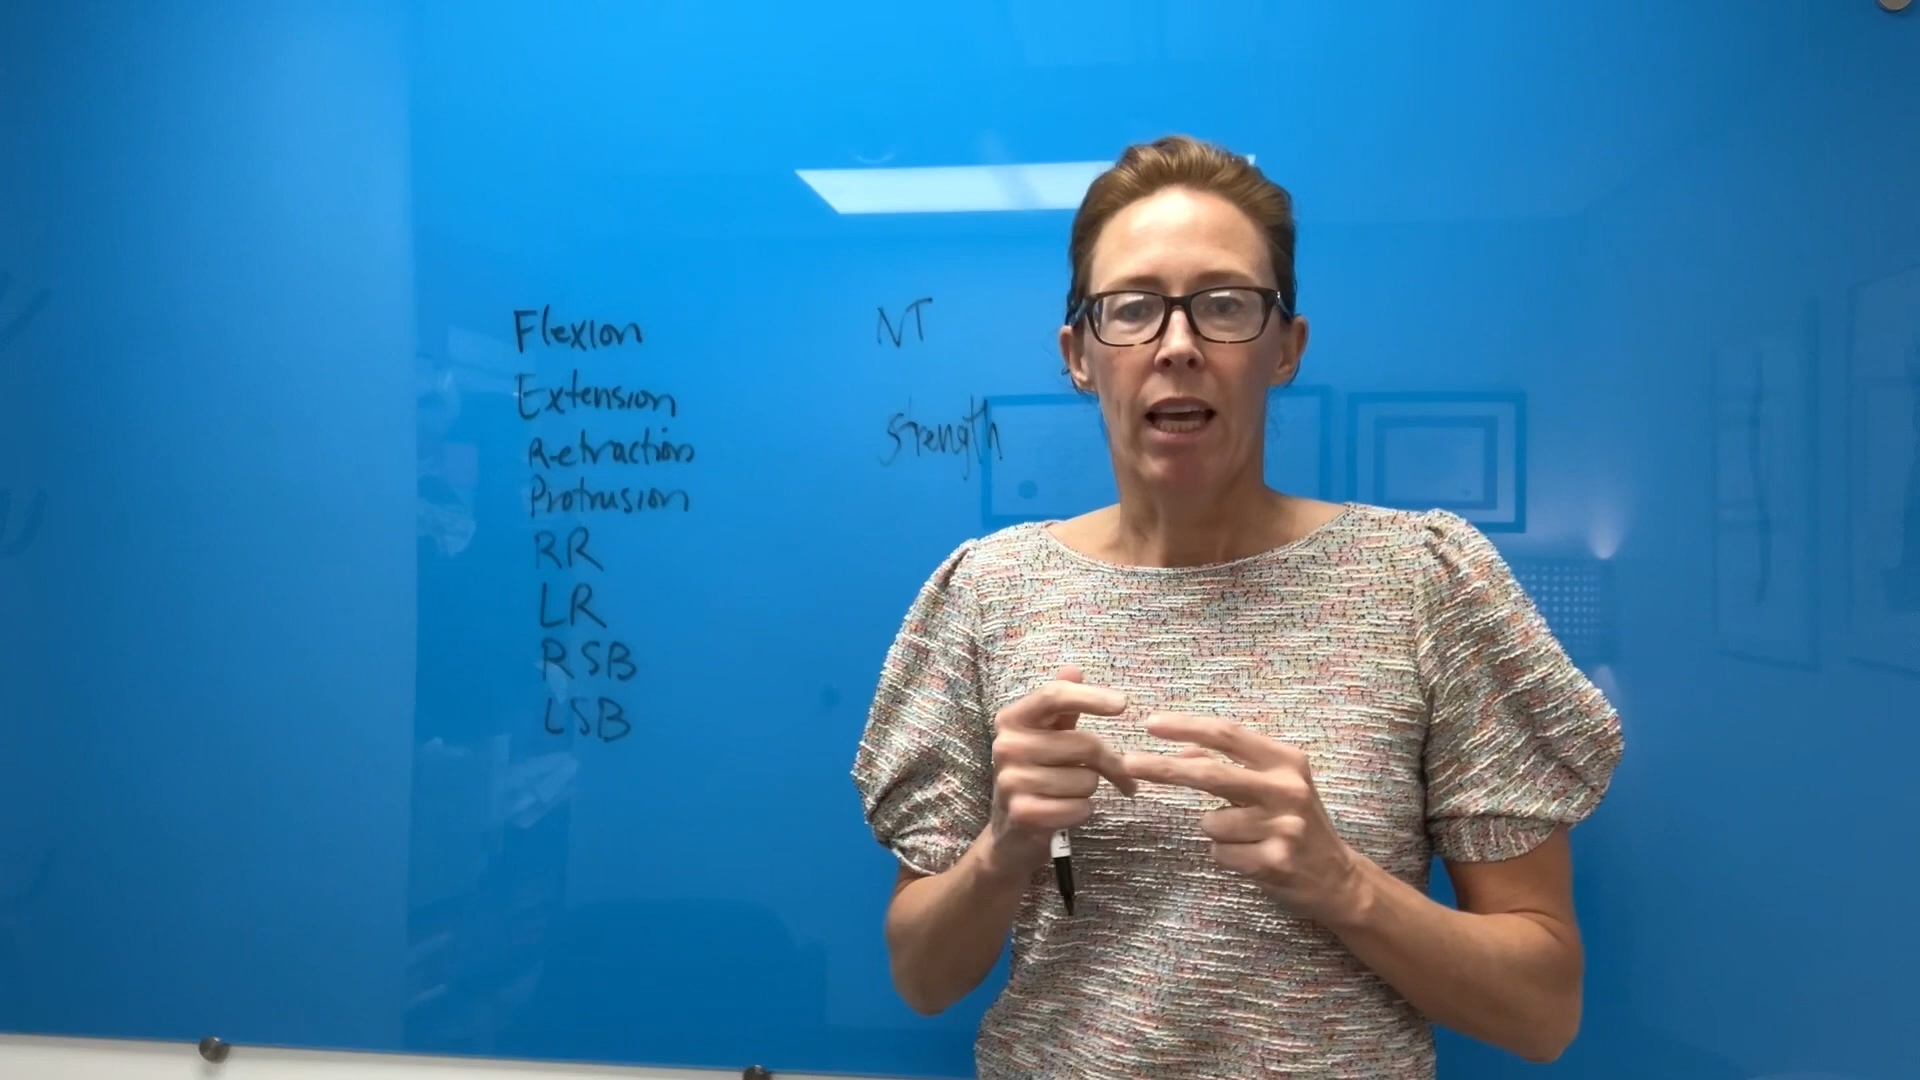 Flexion
Extension
Retraction
Protrusion
RR
LR
RSB
LSB
NT
Strength